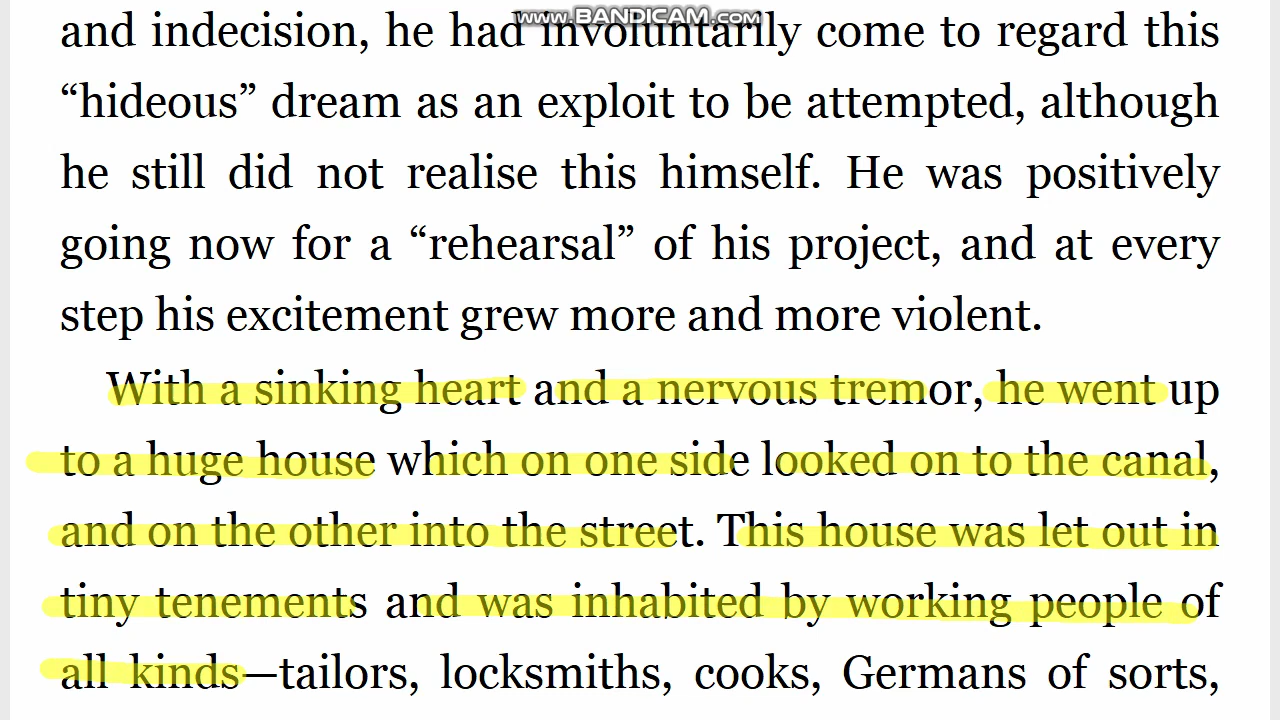 www.BANDICAM.com
and indecision, he had involuntarily come to regard this
“hideous” dream as an exploit to be attempted, although
he still did not realise this himself. He was positively
going now for a “rehearsal” of his project, and at every
step his excitement grew more and more violent.
With a sinking heart and a nervous tremor, he went up
to a huge house which on one side looked on to the canal,
and on the other into the street. This house was let out in
tiny tenements and was inhabited by working people of
all kinds—tailors, locksmiths, cooks, Germans of sorts,